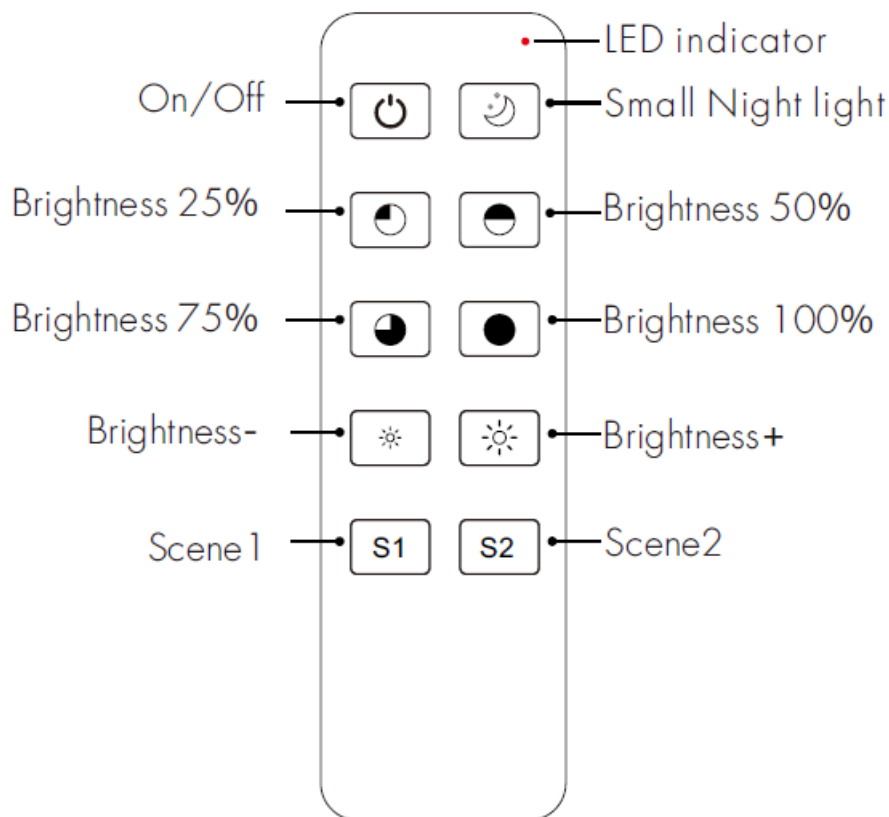 LED indicator
On/Off
Small Night light
Brightness 25%
Brightness 50%
Brightness 75%
Brightness 100%
Brightness-
Brightness+
Scene1
S1
S2
Scene2